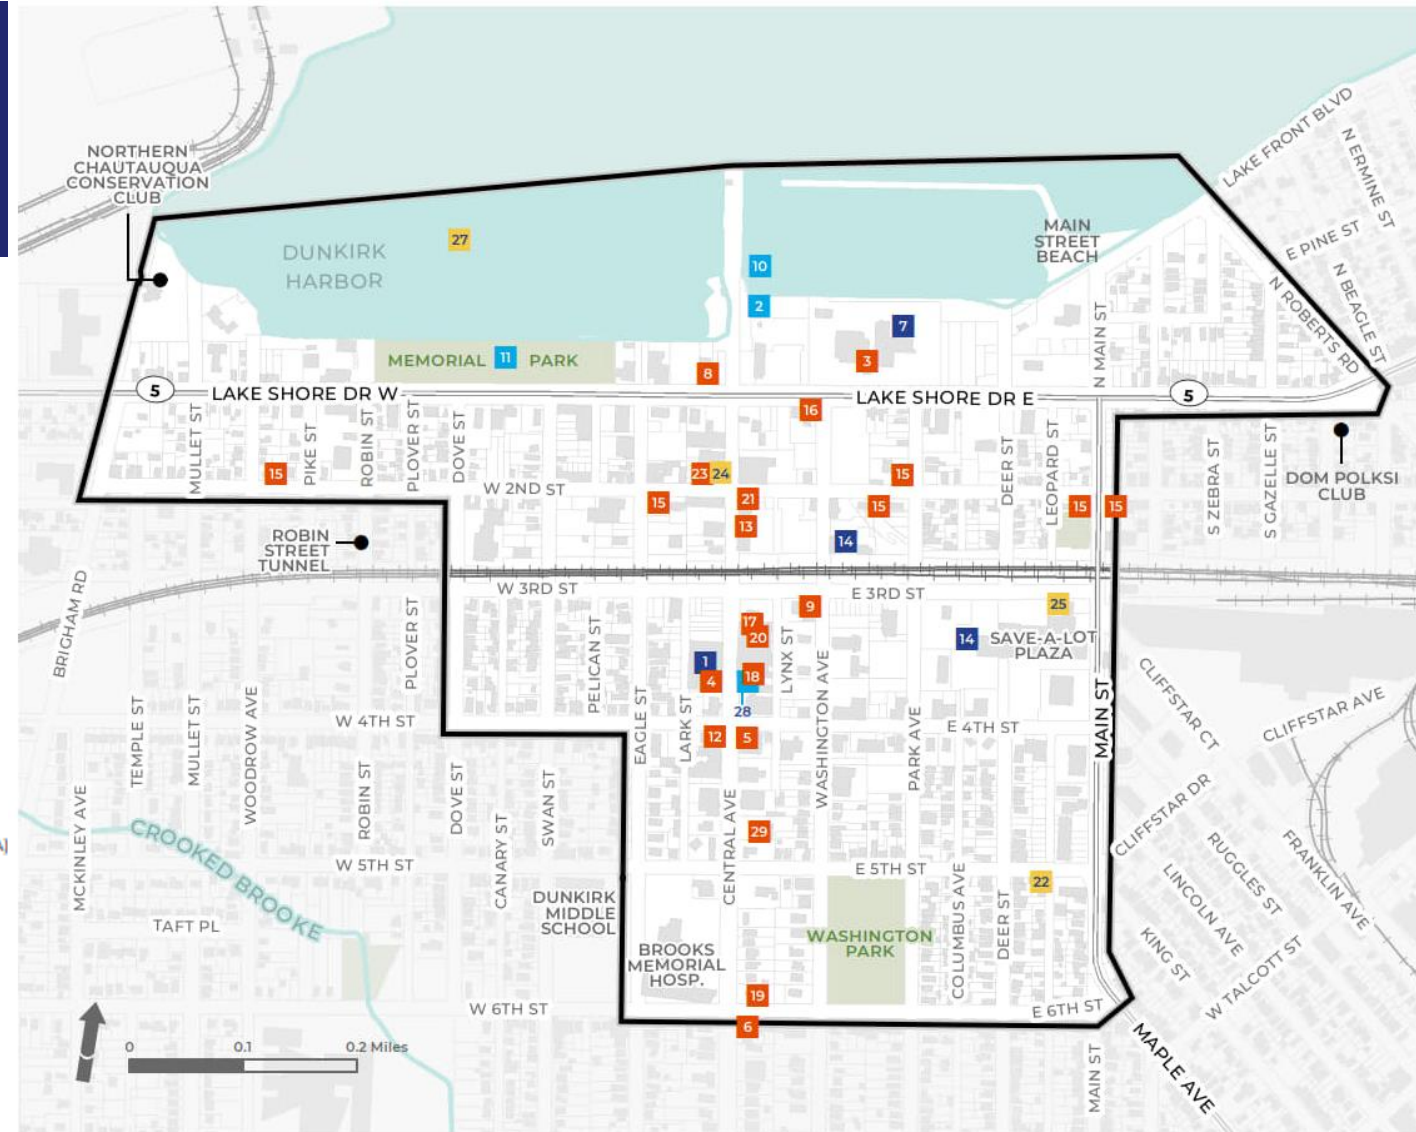 NORTHERN
CHAUTAUQUA
CONSERVATION
CLUB
LAKE FRONT BLVD
N ERMINE ST
E PINE ST
N BEAGLE ST
N ROBERTS RD
DUNKIRK
HARBOR
27
10
2
MAIN
STREET
BEACH
7
3
N MAIN ST
MEMORIAL 11 PARK
8
5
LAKE SHORE DR W
LAKE SHORE DR E
5
16
MULLET ST
PIKE ST
ROBIN ST
PLOVER ST
DOVE ST
DEER ST
LEOPARD ST
S ZEBRA ST
S GAZELLE ST
DOM POLKSI
CLUB
15
23
24
15
W 2ND ST
15
21
15
15
15
13
14
ROBIN
STREET
TUNNEL
BRIGHAM RD
W 3RD ST
E 3RD ST
9
25
17
20
14
SAVE-A-LOT
PLAZA
PLOVER ST
PELICAN ST
LYNX ST
1
4
18
28
WASHINGTON AVE
EAGLE ST
LARK ST
MAIN ST
CLIFFSTAR CT
CLIFFSTAR AVE
TEMPLE ST
MULLET ST
WOODROW AVE
W 4TH ST
E 4TH ST
PARK AVE
12
5
MCKINLEY AVE
ROBIN ST
DOVE ST
SWAN ST
CANARY ST
CENTRAL AVE
29
CLIFFSTAR DR
RUGGLES ST
FRANKLIN AVE
LINCOLN AVE
CROOKED BROOKE
W 5TH ST
E 5TH ST
22
COLUMBUS AVE
DEER ST
TAFT PL
DUNKIRK
MIDDLE
SCHOOL
BROOKS
MEMORIAL
HOSP.
WASHINGTON
PARK
KING ST
W TALCOTT ST
19
W 6TH ST
E 6TH ST
6
0 0.1 0.2 Miles
MAIN ST
MAPLE AVE